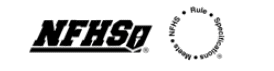 NFHS®
Meets • NFHS • Rule • Specifications •